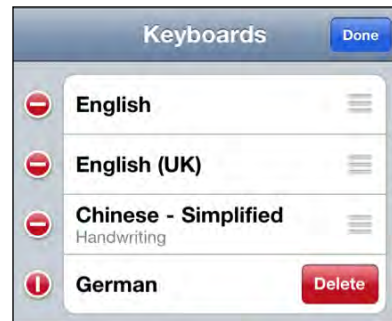 Keyboards
Done
English
English (UK)
Chinese - Simplified
Handwriting
German
Delete